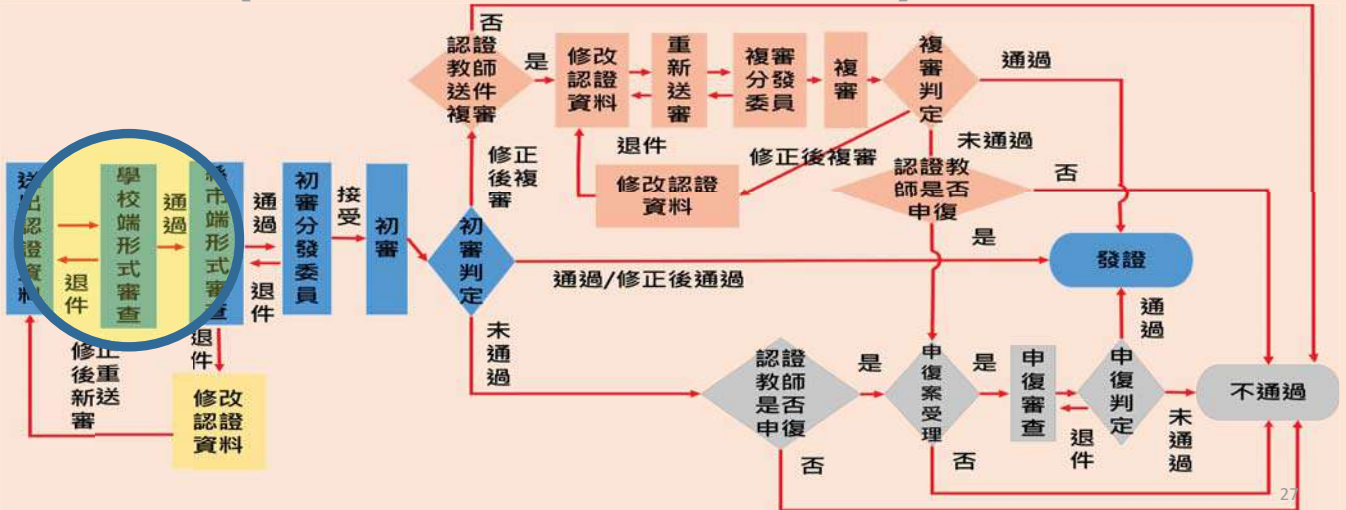 否
認證
教師
送件
複審
是
修改
認證
資料
重
新
送
審
複審
分發
委員
複
審
複
審
判
定
通過
未通過
退件
修正後複審
修改認證
資料
認證教
師是否
申復
否
是
修正
後複
審
送
出
認
證
資
料
退
件
學
校
端
形
式
審
查
通
過
市
端
形
式
審
查
通
過
退
件
初
審
分
發
委
員
接
受
初
審
初
審
判
定
通過/修正後通過
發證
通
過
退
件
修正
後重送
新
審
修改
認證
資料
未
通
過
認證
教師
是否
申復
是
否
申
復
案
受
理
是
否
申
復
審
查
退
件
申
復
判
定
未
通
過
不通過
27